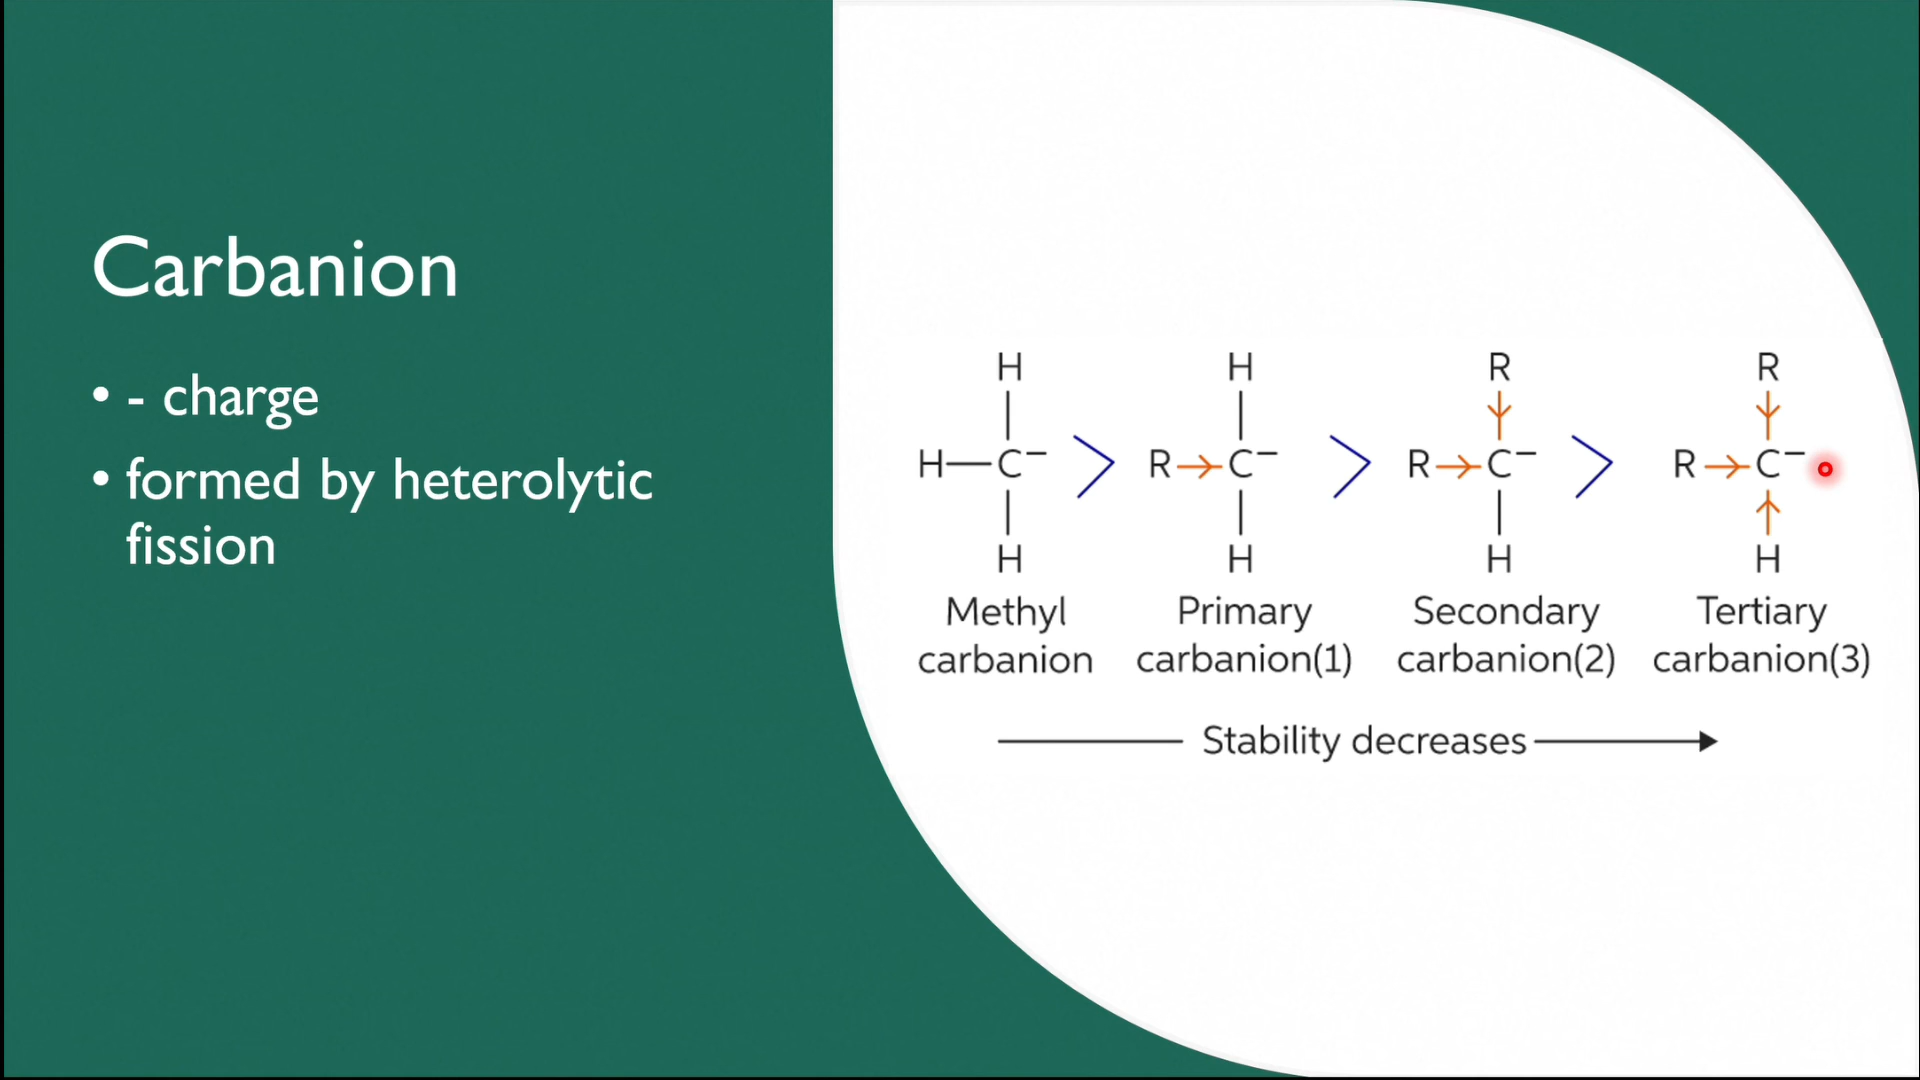 Carbanion
• - charge
• formed by heterolytic
fission
H H R R
H—C⁻ > R→C⁻ > R→C⁻ > R→C⁻
H H H H
Methyl Primary Secondary Tertiary
carbanion carbanion(1) carbanion(2) carbanion(3)
Stability decreases